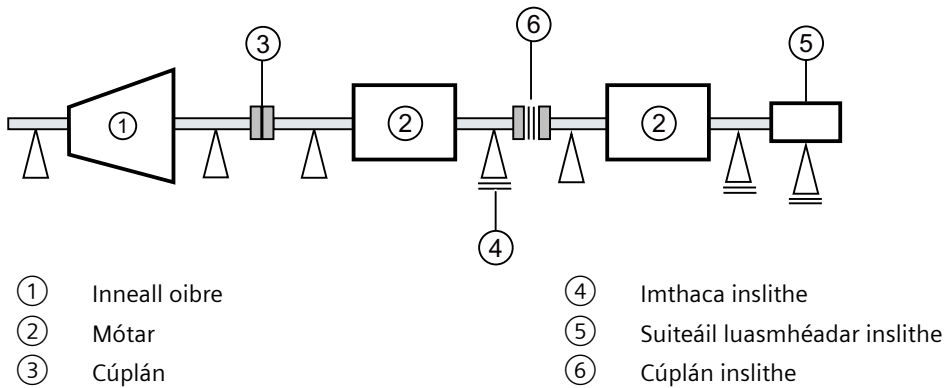 ③ ⑥ ⑤
① ② ②
④
① Inneall oibre
② Mótar
③ Cúplán
④ Imthaca inslithe
⑤ Suiteáil luasmhéadar inslithe
⑥ Cúplán inslithe